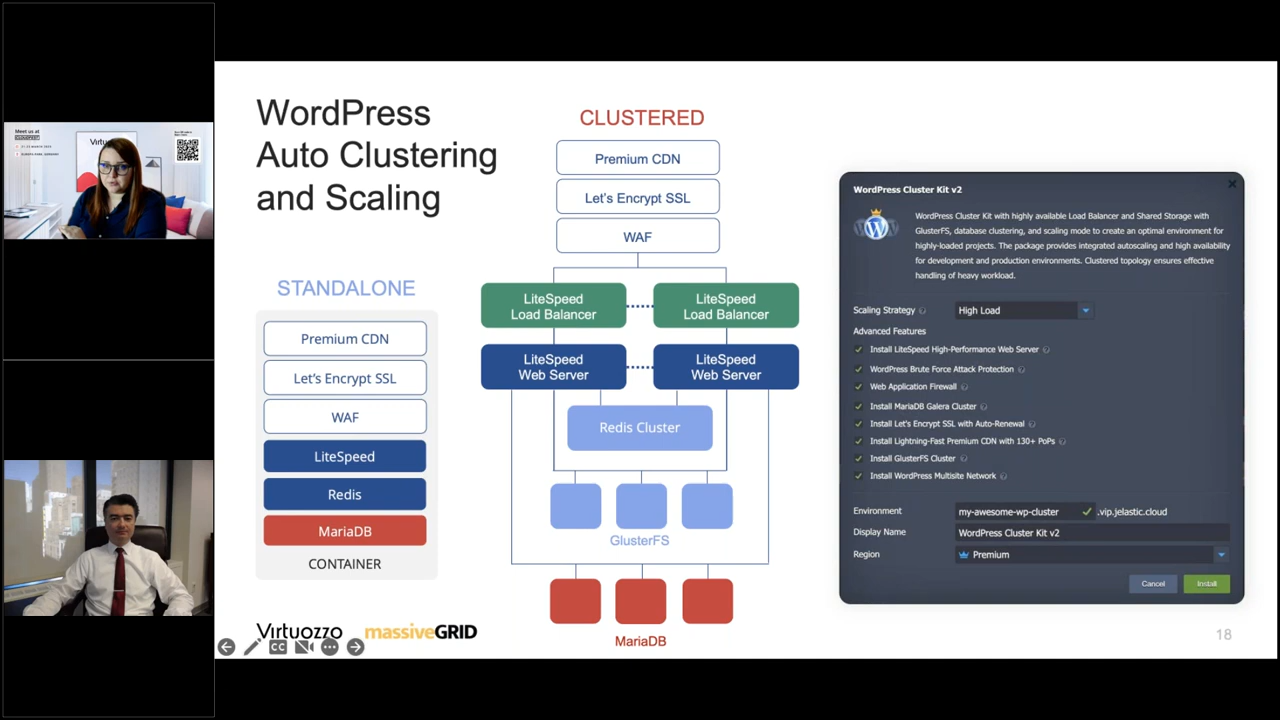 Meet us at
WordPress
Auto Clustering
and Scaling
STANDALONE
Premium CDN
Let's Encrypt SSL
WAF
LiteSpeed
Redis
MariaDB
CONTAINER
CLUSTERED
Premium CDN
Let's Encrypt SSL
WAF
LiteSpeed
Load Balancer
LiteSpeed
Load Balancer
LiteSpeed
Web Server
LiteSpeed
Web Server
Redis Cluster
GlusterFS
MariaDB
WordPress Cluster Kit v2
WordPress Cluster Kit with highly available Load Balancer and Shared Storage with
GlusterFS, database clustering, and scaling mode to create an optimal environment for
highly-loaded projects. The package provides integrated autoscaling and high availability
for development and production environments. Clustered topology ensures effective
handling of heavy workload.
Scaling Strategy High Load
Advanced Features
Install LiteSpeed High-Performance Web Server
WordPress Brute Force Attack Protection
Web Application Firewall
Install MariaDB Galera Cluster
Install Let's Encrypt SSL with Auto-Renewal
Install Lightning-Fast Premium CDN with 130+ PoPs
Install GlusterFS Cluster
Install WordPress Multisite Network
Environment my-awesome-wp-cluster .vip.jelastic.cloud
Display Name WordPress Cluster Kit v2
Region Premium
Cancel Install
Virtuozzo massiveGRID
CC
18